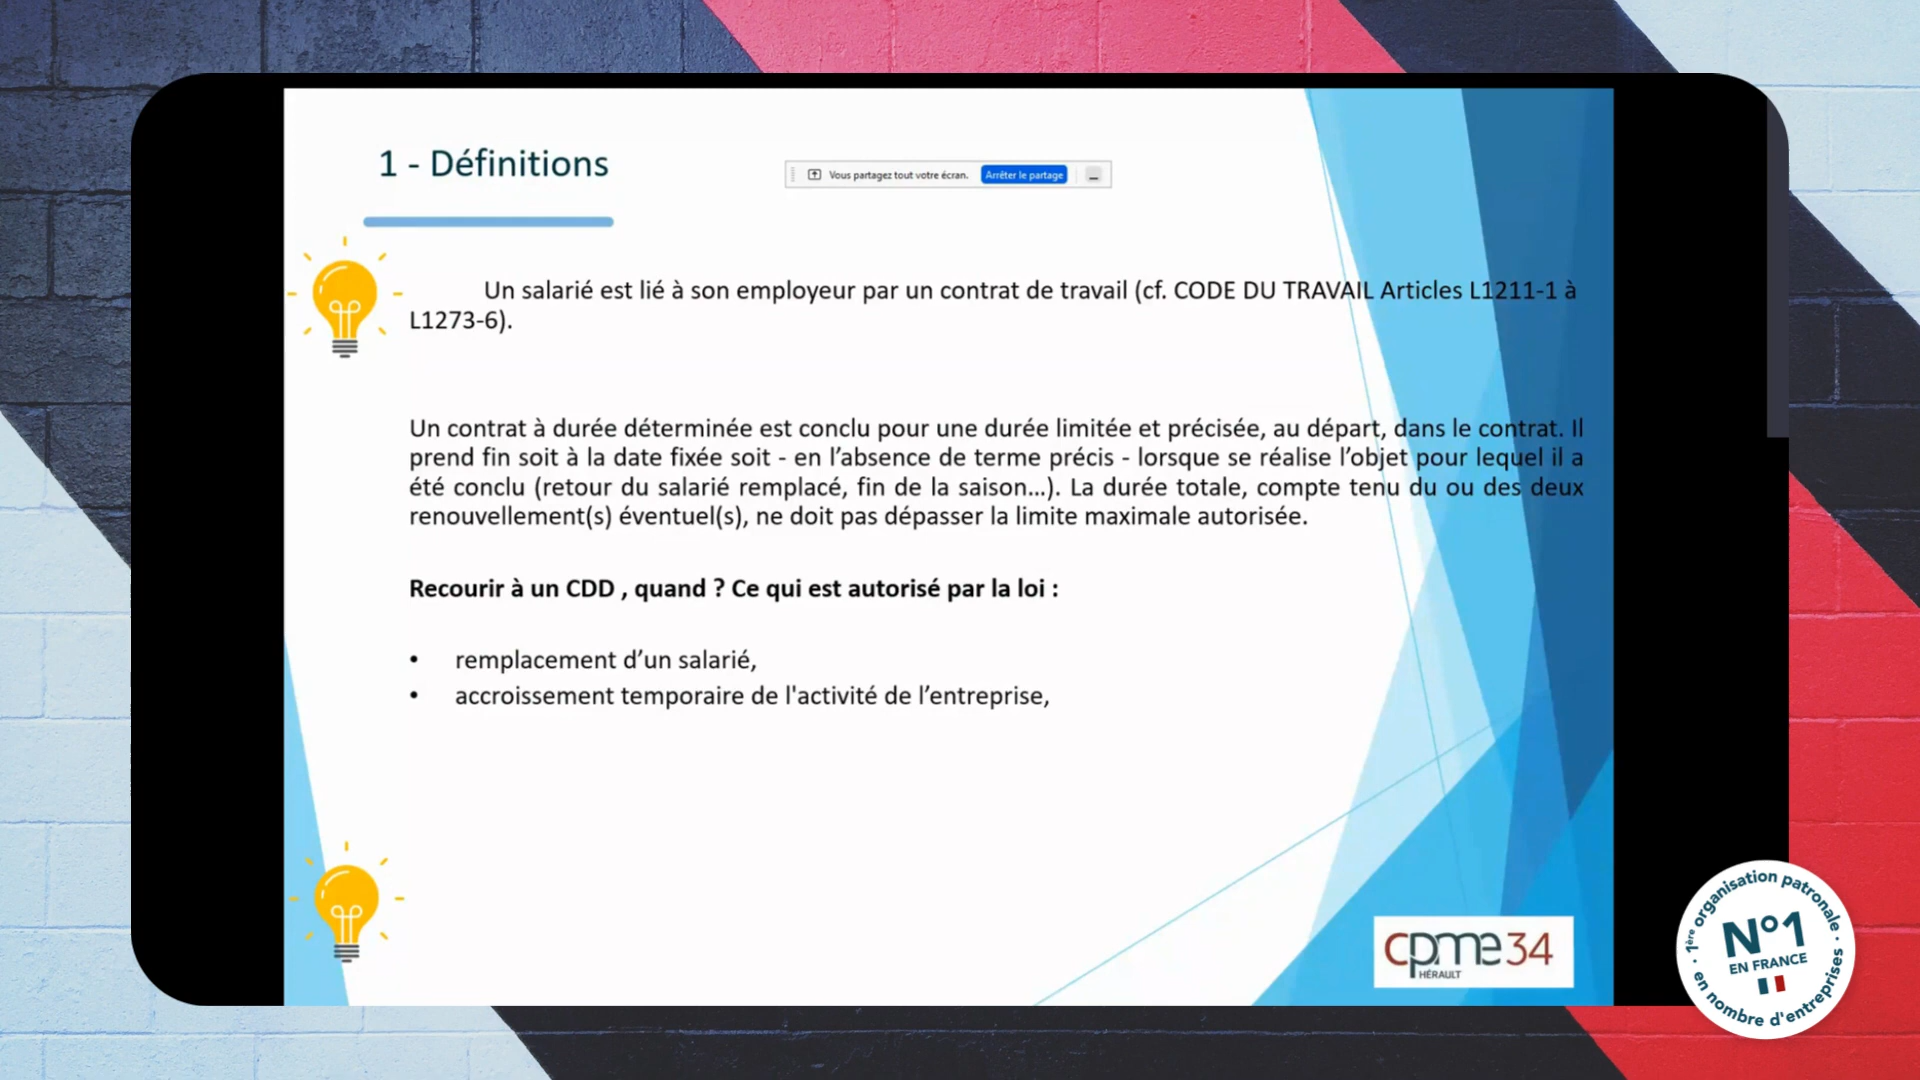 1 - Définitions
Vous partagez tout votre écran. Arrêter le partage
Un salarié est lié à son employeur par un contrat de travail (cf. CODE DU TRAVAIL Articles L1211-1 à
L1273-6).
Un contrat à durée déterminée est conclu pour une durée limitée et précisée, au départ, dans le contrat. Il
prend fin soit à la date fixée soit - en l’absence de terme précis - lorsque se réalise l’objet pour lequel il a
été conclu (retour du salarié remplacé, fin de la saison…). La durée totale, compte tenu du ou des deux
renouvellement(s) éventuel(s), ne doit pas dépasser la limite maximale autorisée.
Recourir à un CDD , quand ? Ce qui est autorisé par la loi :
• remplacement d’un salarié,
• accroissement temporaire de l'activité de l’entreprise,
cpme34
HÉRAULT
1ère organisation patronale
N°1
EN FRANCE
en nombre d'entreprises